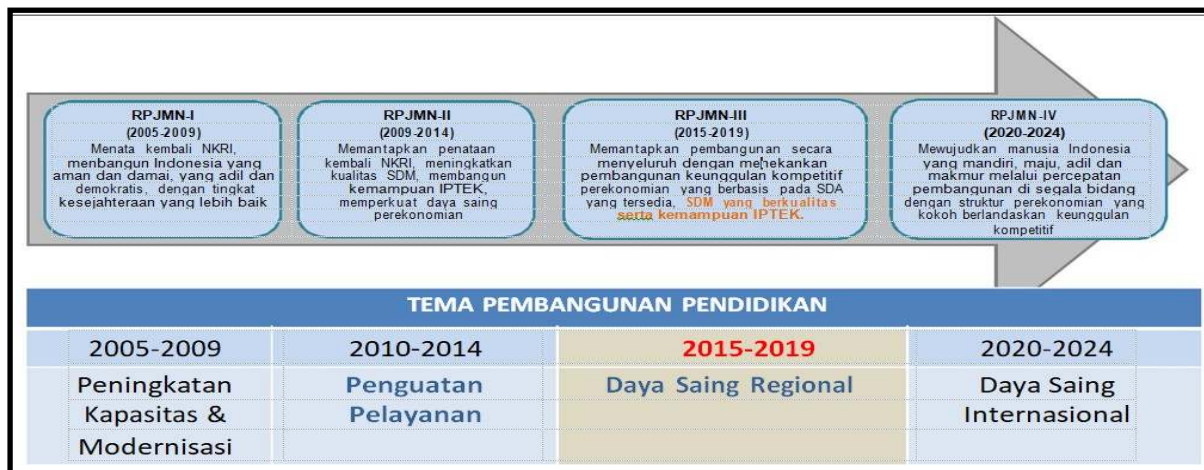 RPJMN-I
(2005-2009)
Menata kembali NKRI,
menbangun Indonesia yang
aman dan damai, yang adil dan
demokratis, dengan tingkat
kesejahteraan yang lebih baik
RPJMN-II
(2009-2014)
Memantapkan penataan
kembali NKRI, meningkatkan
kualitas SDM, membangun
kemampuan IPTEK,
memperkuat daya saing
perekonomian
RPJMN-III
(2015-2019)
Memantapkan pembangunan secara
menyeluruh dengan menekankan
pembangunan keunggulan kompetitif
perekonomian yang berbasis pada SDA
yang tersedia, SDM yang berkualitas
serta kemampuan IPTEK.
RPJMN-IV
(2020-2024)
Mewujudkan manusia Indonesia
yang mandiri, maju, adil dan
makmur melalui percepatan
pembangunan di segala bidang
dengan struktur perekonomian yang
kokoh berlandaskan keunggulan
kompetitif
TEMA PEMBANGUNAN PENDIDIKAN
2005-2009
2010-2014
2015-2019
2020-2024
Peningkatan
Kapasitas &
Modernisasi
Penguatan
Pelayanan
Daya Saing Regional
Daya Saing
Internasional